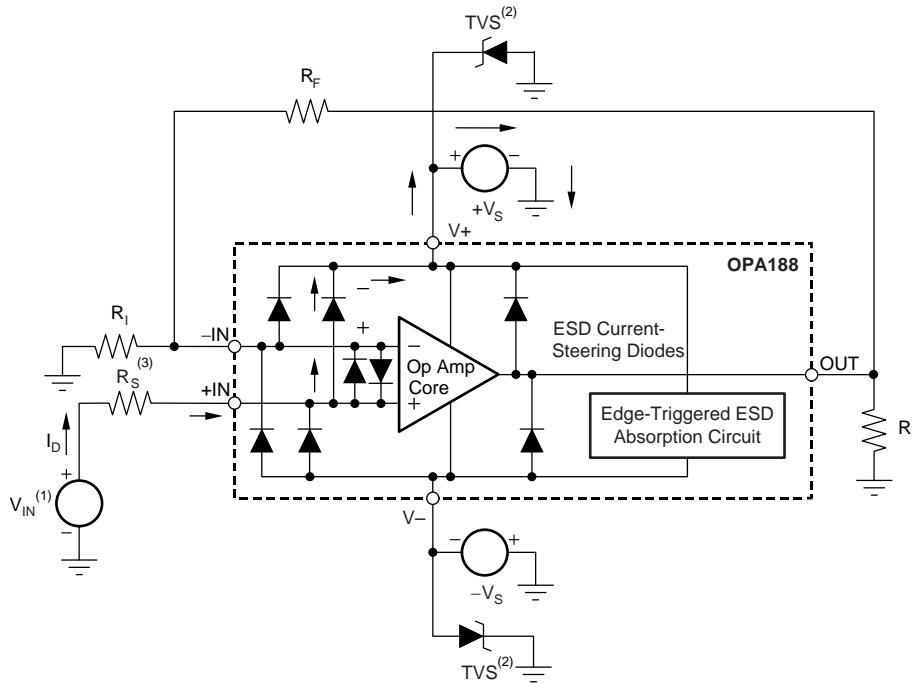 TVS(2)
RF
+ −
+VS
V+
OPA188
−
RI
−IN
+
−
ESD Current-
Steering Diodes
Op Amp
Core
OUT
RS(3)
+IN
+
Edge-Triggered ESD
Absorption Circuit
R
ID
+
VIN(1)
−
V−
− +
−VS
TVS(2)